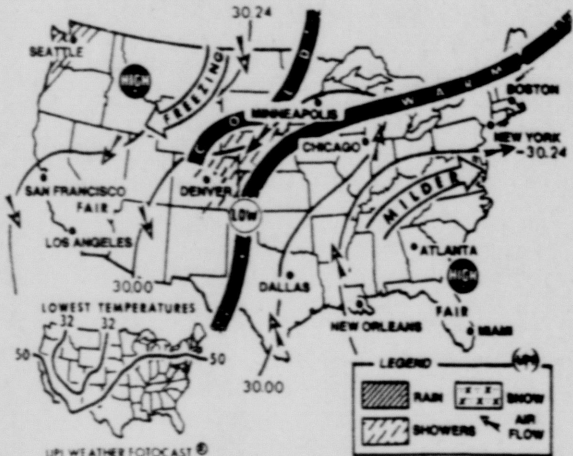 30.24
SEATTLE
HIGH
FREEZING
COLD
WARM
MINNEAPOLIS
BOSTON
CHICAGO
NEW YORK
30.24
DENVER
SAN FRANCISCO
FAIR
LOW
MILDER
LOS ANGELES
ATLANTA
HIGH
30.00
DALLAS
FAIR
LOWEST TEMPERATURES
NEW ORLEANS
MIAMI
32 32
50 50
30.00
LEGEND
RAIN
SNOW
SHOWERS
AIR
FLOW
UPI WEATHER FOTOCAST ®